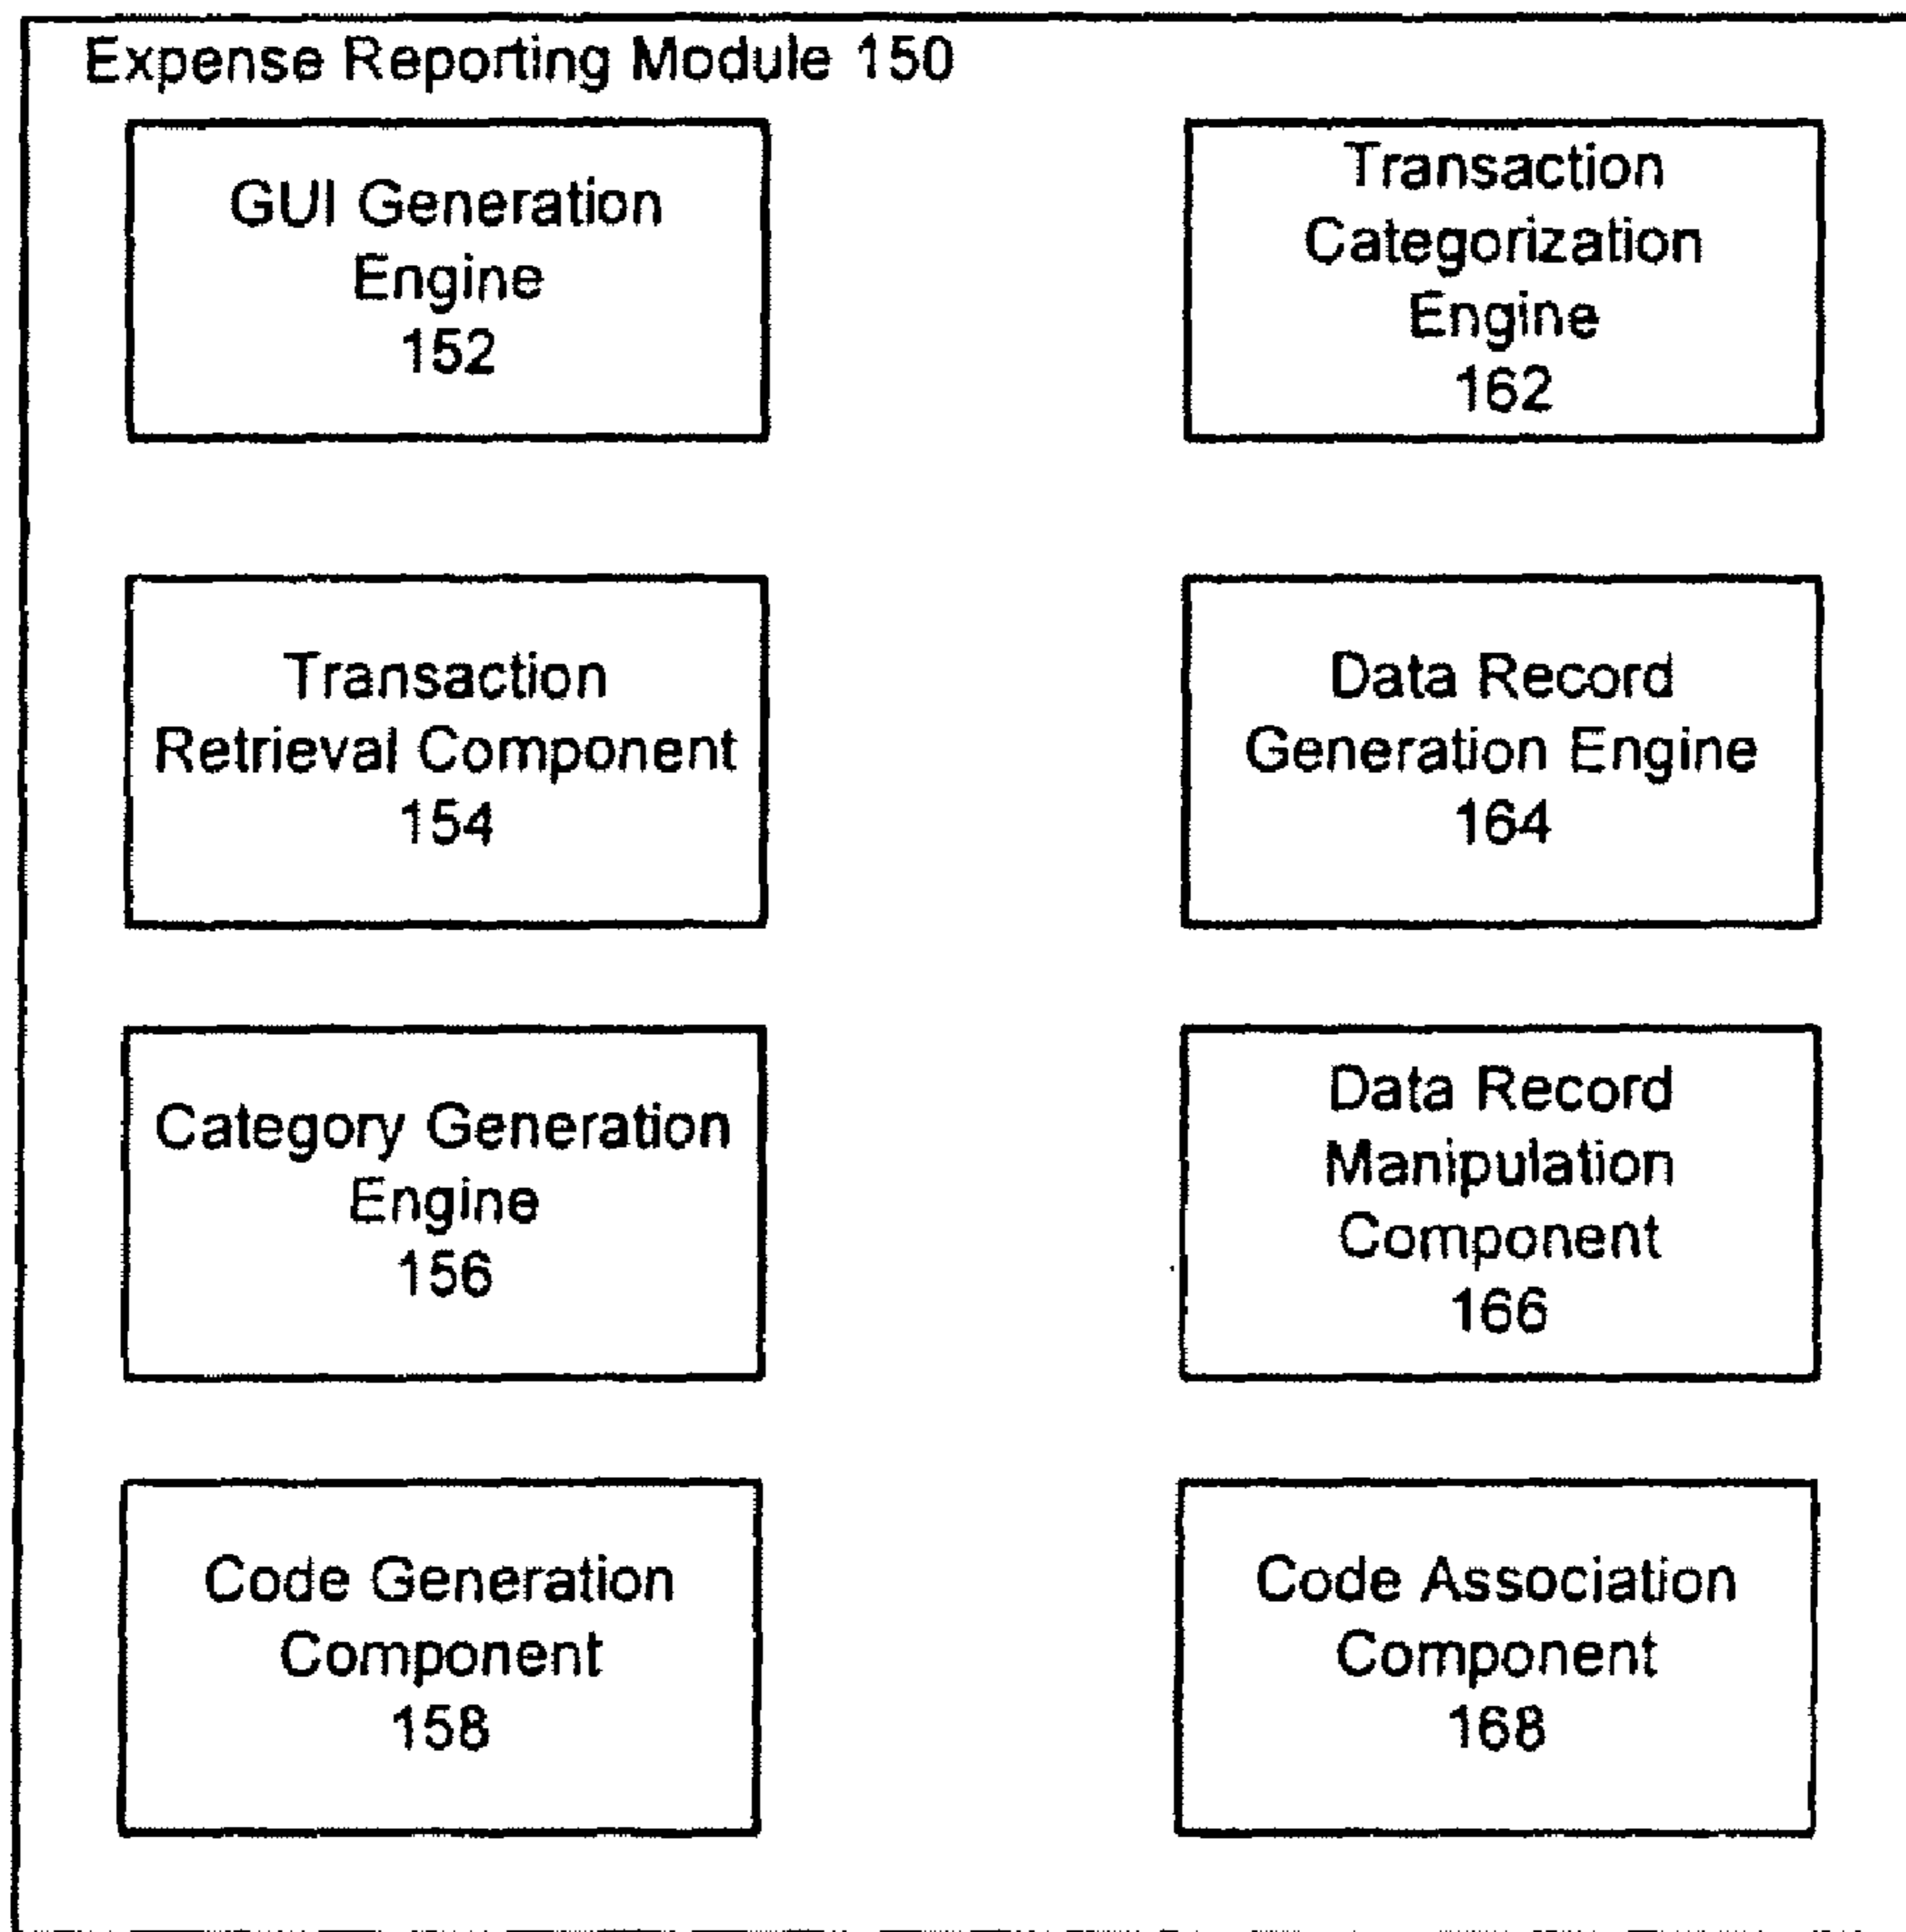 Expense Reporting Module 150
GUI Generation
Engine
152
Transaction
Categorization
Engine
162
Transaction
Retrieval Component
154
Data Record
Generation Engine
164
Category Generation
Engine
156
Data Record
Manipulation
Component
166
Code Generation
Component
158
Code Association
Component
168